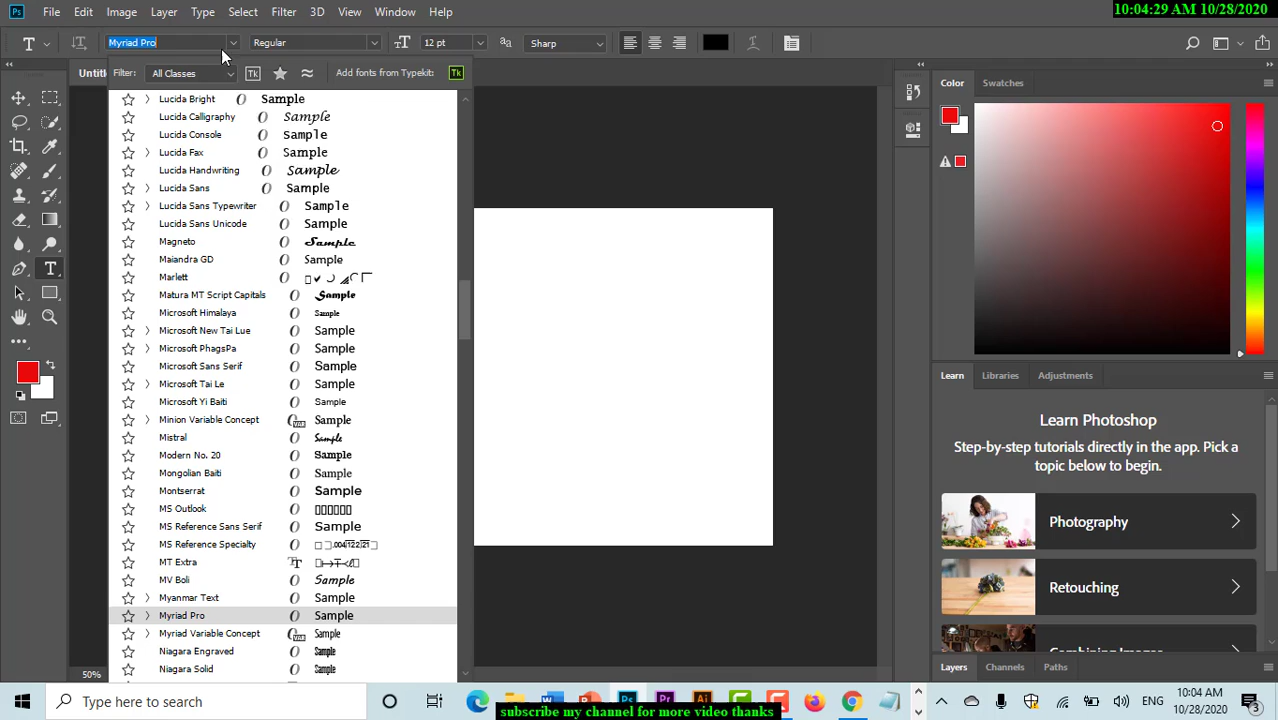 Ps File Edit Image Layer Type Select Filter 3D View Window Help
10:04:29 AM 10/28/2020
T Myriad Pro Regular 12 pt Sharp
Untitl
Filter: All Classes Tk Add fonts from Typekit: Tk
Lucida Bright Sample
Lucida Calligraphy Sample
Lucida Console Sample
Lucida Fax Sample
Lucida Handwriting Sample
Lucida Sans Sample
Lucida Sans Typewriter Sample
Lucida Sans Unicode Sample
Magneto Sample
Maiandra GD Sample
Marlett
Matura MT Script Capitals Sample
Microsoft Himalaya Sample
Microsoft New Tai Lue Sample
Microsoft PhagsPa Sample
Microsoft Sans Serif Sample
Microsoft Tai Le Sample
Microsoft Yi Baiti Sample
Minion Variable Concept Sample
Mistral Sample
Modern No. 20 Sample
Mongolian Baiti Sample
Montserrat Sample
MS Outlook
MS Reference Sans Serif Sample
MS Reference Specialty
MT Extra
MV Boli Sample
Myanmar Text Sample
Myriad Pro Sample
Myriad Variable Concept Sample
Niagara Engraved Sample
Niagara Solid Sample
50%
Color Swatches
Learn Libraries Adjustments
Learn Photoshop
Step-by-step tutorials directly in the app. Pick a
topic below to begin.
Photography
Retouching
Combining Images
Layers Channels Paths
Type here to search
ENG
10:04 AM
10/28/2020
3
subscribe my channel for more video thanks